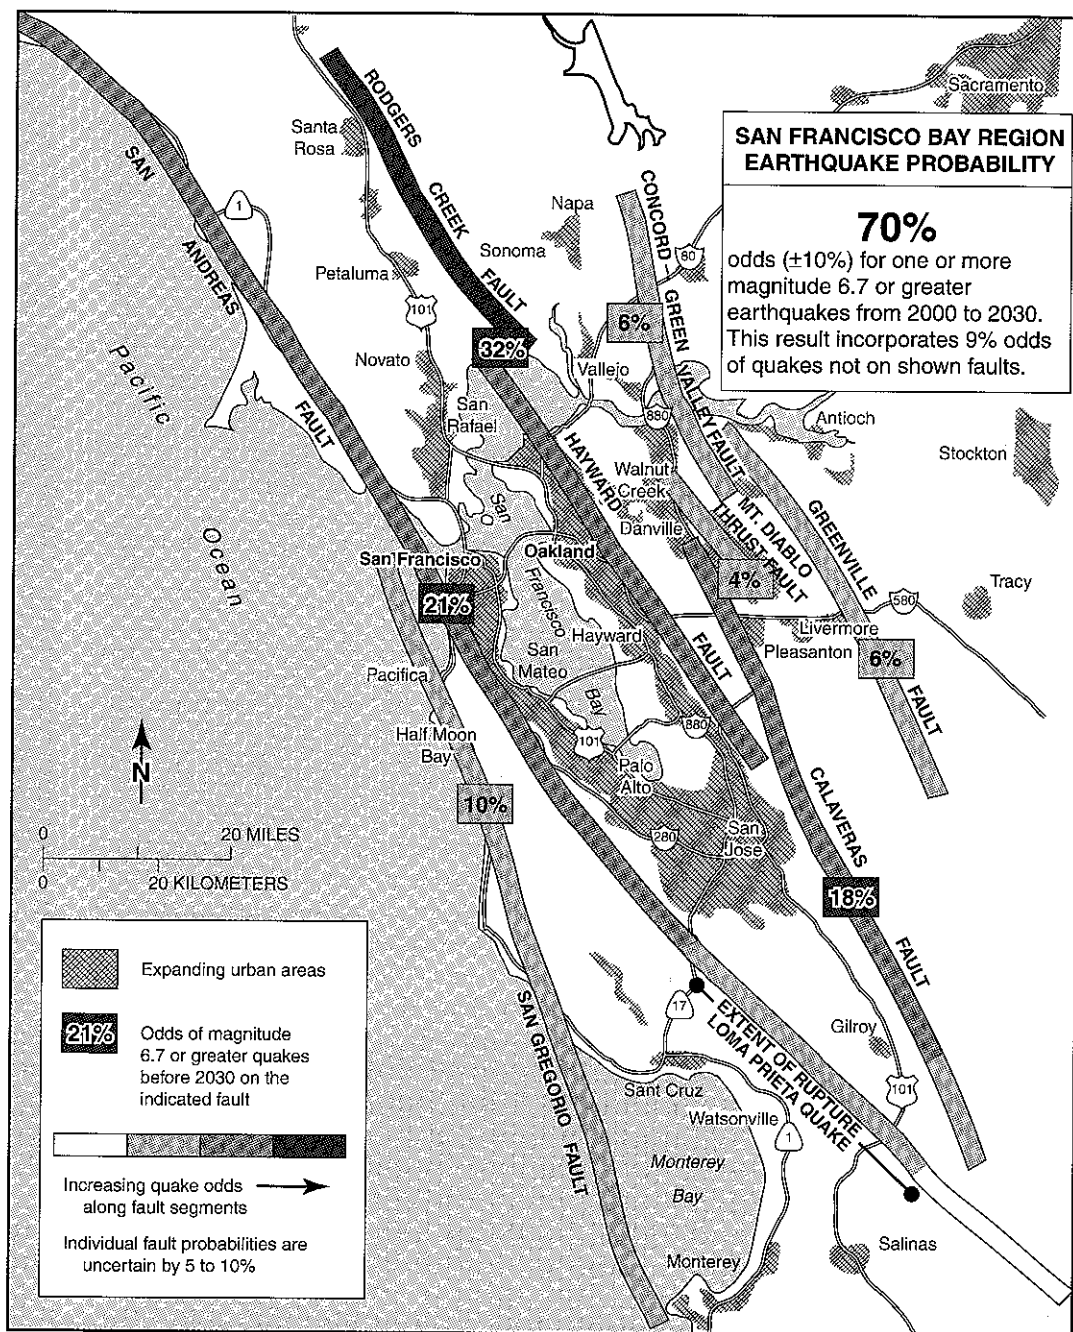 Sacramento
SAN FRANCISCO BAY REGION
EARTHQUAKE PROBABILITY
70%
odds (±10%) for one or more
magnitude 6.7 or greater
earthquakes from 2000 to 2030.
This result incorporates 9% odds
of quakes not on shown faults.
RODGERS CREEK FAULT
Santa
Rosa
SAN ANDREAS FAULT
1
CONCORD–GREEN VALLEY FAULT
Napa
Sonoma
80
Petaluma
101
6%
32%
Novato
Vallejo
Pacific Ocean
San
Rafael
880
Antioch
HAYWARD FAULT
Stockton
Walnut
Creek
San Francisco Bay
Danville
MT. DIABLO
THRUST FAULT
GREENVILLE FAULT
San Francisco
Oakland
4%
Tracy
21%
580
Hayward
Livermore
Pleasanton
San
Mateo
6%
Pacifica
Half Moon
Bay
101
880
N
Palo
Alto
10%
CALAVERAS FAULT
0 20 MILES
0 20 KILOMETERS
280
San
Jose
18%
Expanding urban areas
21%
Odds of magnitude
6.7 or greater quakes
before 2030 on the
indicated fault
Increasing quake odds
along fault segments
Individual fault probabilities are
uncertain by 5 to 10%
SAN GREGORIO FAULT
17
EXTENT OF RUPTURE
LOMA PRIETA QUAKE
Gilroy
101
Sant Cruz
Watsonville
1
Monterey
Bay
Salinas
Monterey